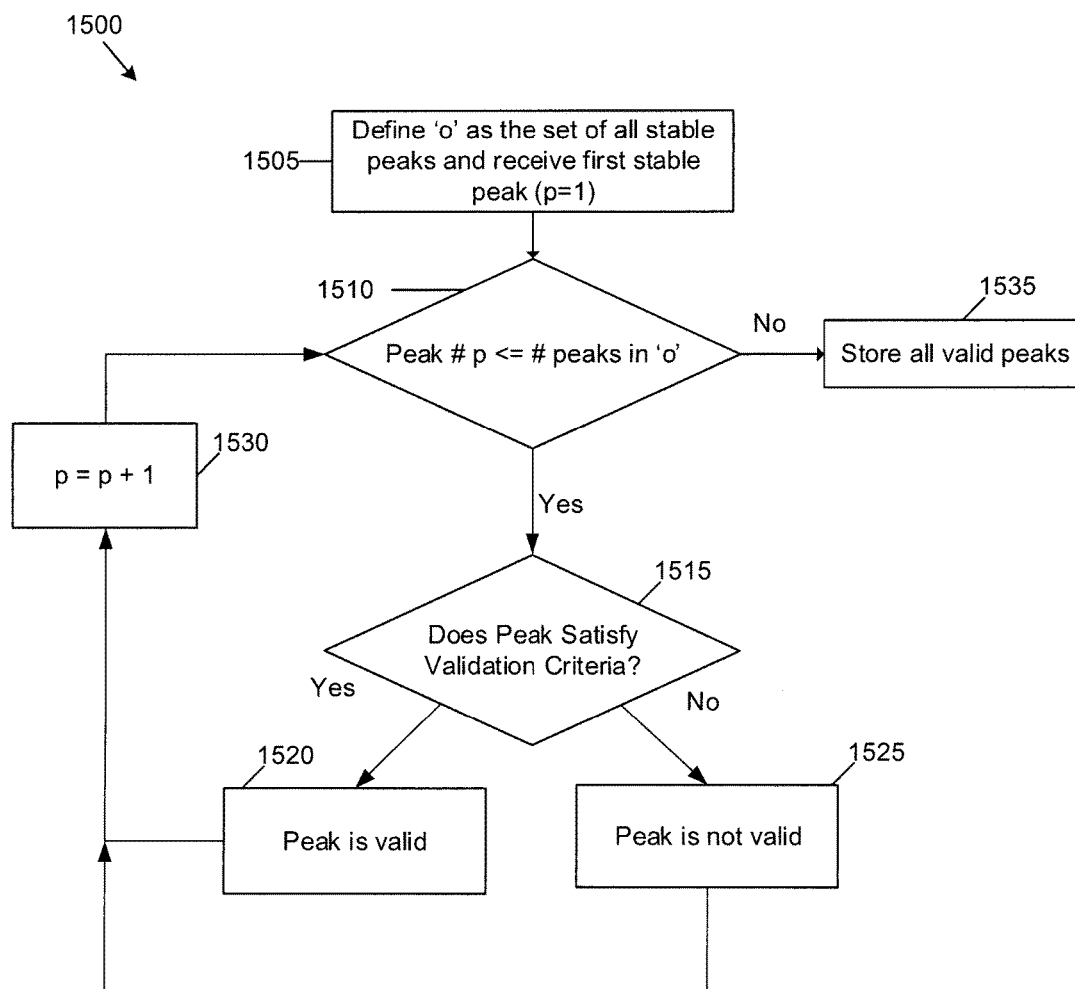 1500
1505
Define ‘o’ as the set of all stable
peaks and receive first stable
peak (p=1)
1510
Peak # p <= # peaks in ‘o’
No
1535
Store all valid peaks
1530
p = p + 1
Yes
1515
Does Peak Satisfy
Validation Criteria?
Yes
No
1520
Peak is valid
1525
Peak is not valid